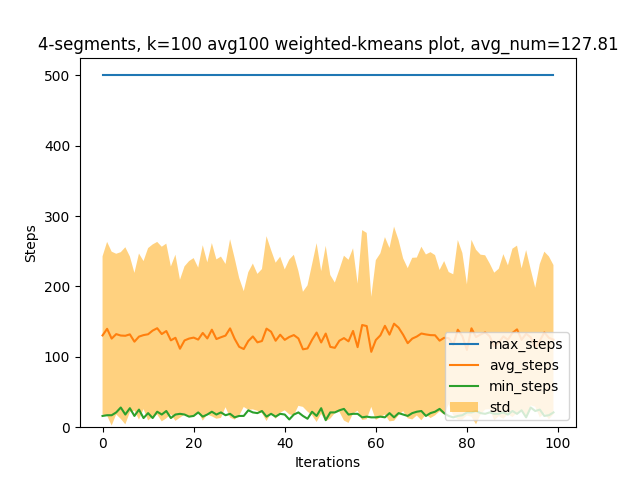 4-segments, k=100 avg100 weighted-kmeans plot, avg_num=127.81
500
400
300
200
100
0
Steps
0 20 40 60 80 100
Iterations
max_steps
avg_steps
min_steps
std